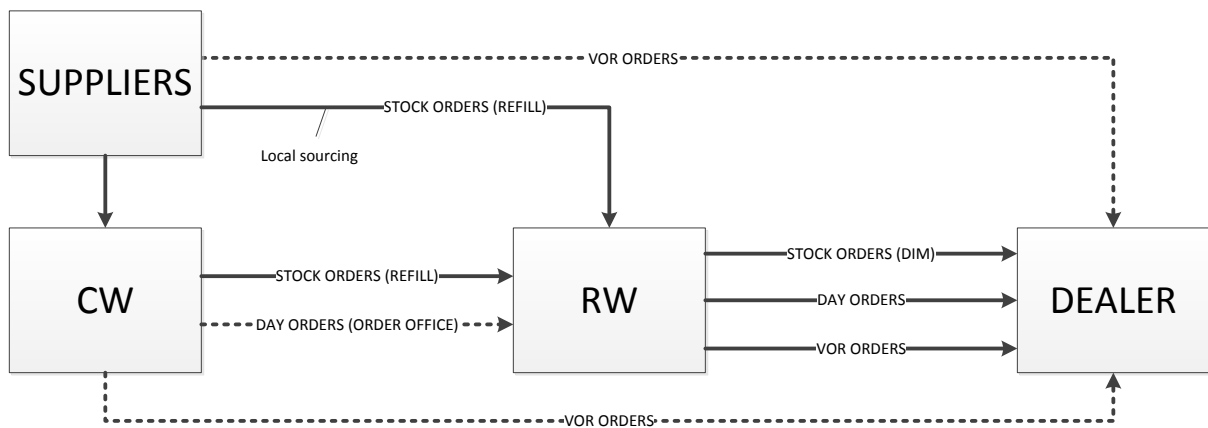 VOR ORDERS
SUPPLIERS
STOCK ORDERS (REFILL)
Local sourcing
STOCK ORDERS (REFILL)
STOCK ORDERS (DIM)
CW
RW
DAY ORDERS
DEALER
DAY ORDERS (ORDER OFFICE)
VOR ORDERS
VOR ORDERS